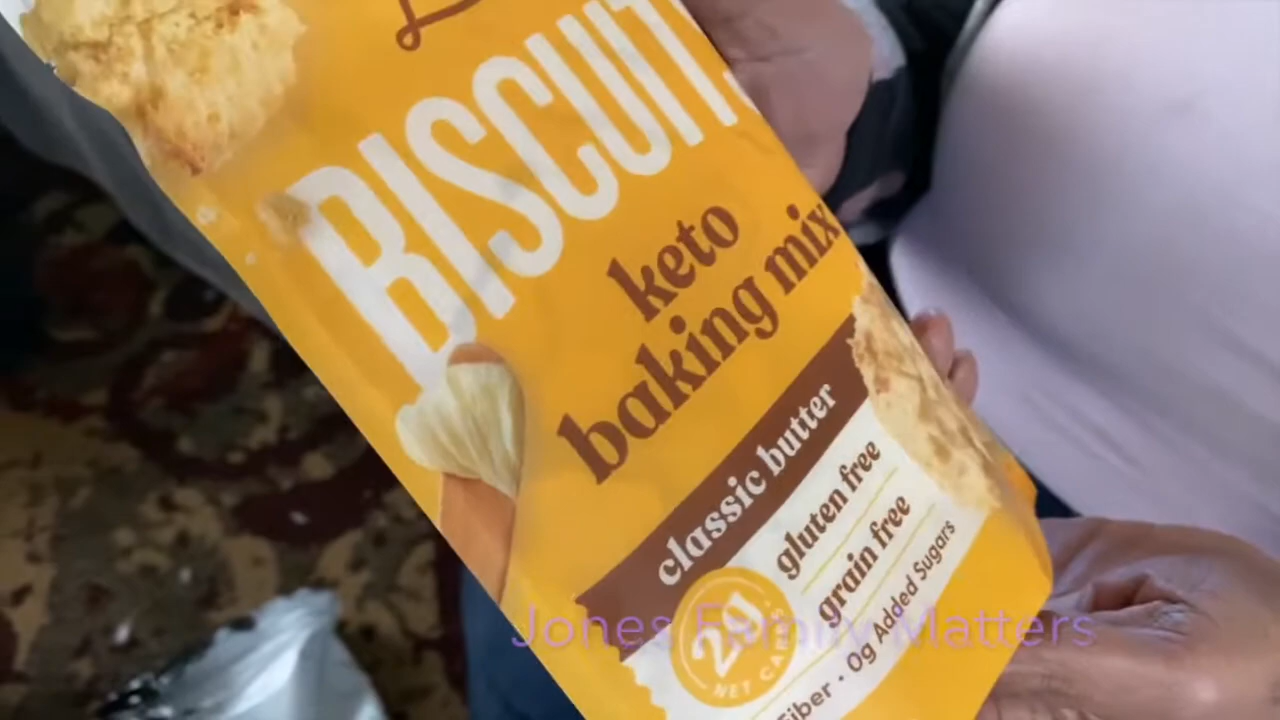 BISCUIT
keto
baking mix
classic butter
gluten free
grain free
2g
NET CARBS
Fiber • 0g Added Sugars
Jones Family Matters